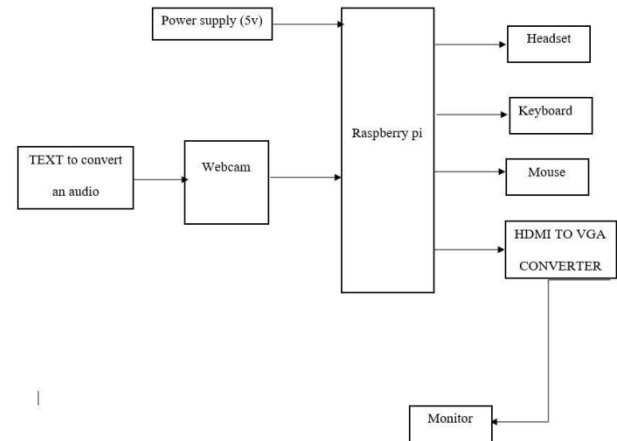 Power supply (5v)
Headset
Keyboard
Raspberry pi
TEXT to convert
an audio
Webcam
Mouse
HDMI TO VGA
CONVERTER
Monitor